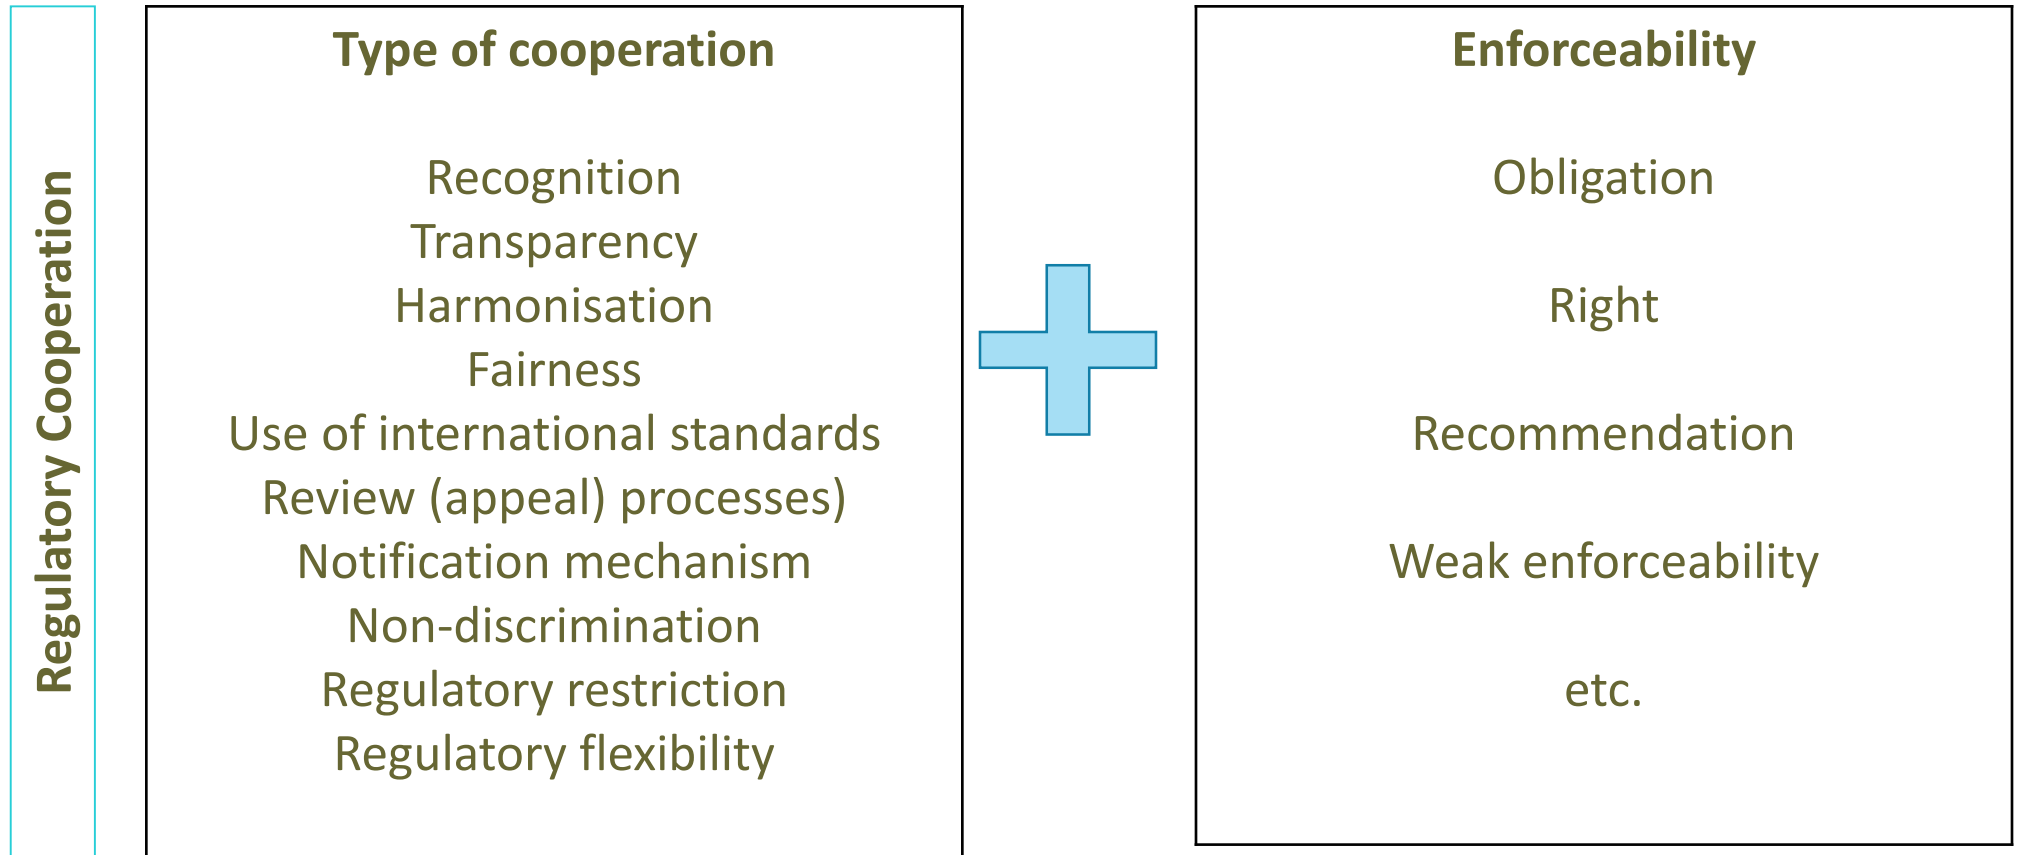 Regulatory Cooperation
Type of cooperation
Recognition
Transparency
Harmonisation
Fairness
Use of international standards
Review (appeal) processes)
Notification mechanism
Non-discrimination
Regulatory restriction
Regulatory flexibility
Enforceability
Obligation
Right
Recommendation
Weak enforceability
etc.